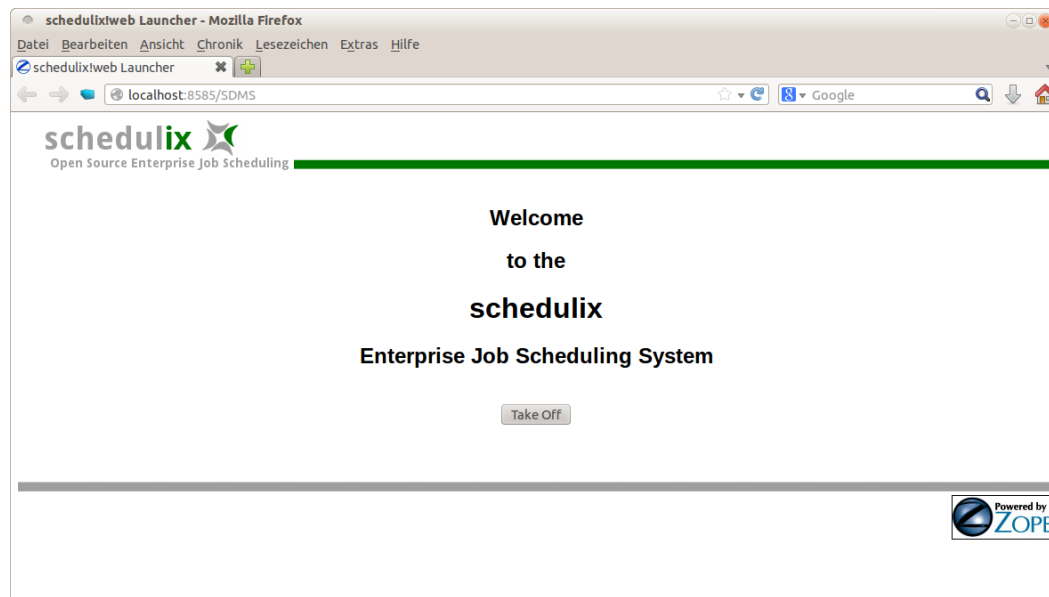 schedulix!web Launcher - Mozilla Firefox
Datei Bearbeiten Ansicht Chronik Lesezeichen Extras Hilfe
schedulix!web Launcher
localhost:8585/SDMS
Google
schedulix
Open Source Enterprise Job Scheduling
Welcome
to the
schedulix
Enterprise Job Scheduling System
Take Off
Powered by
ZOPE